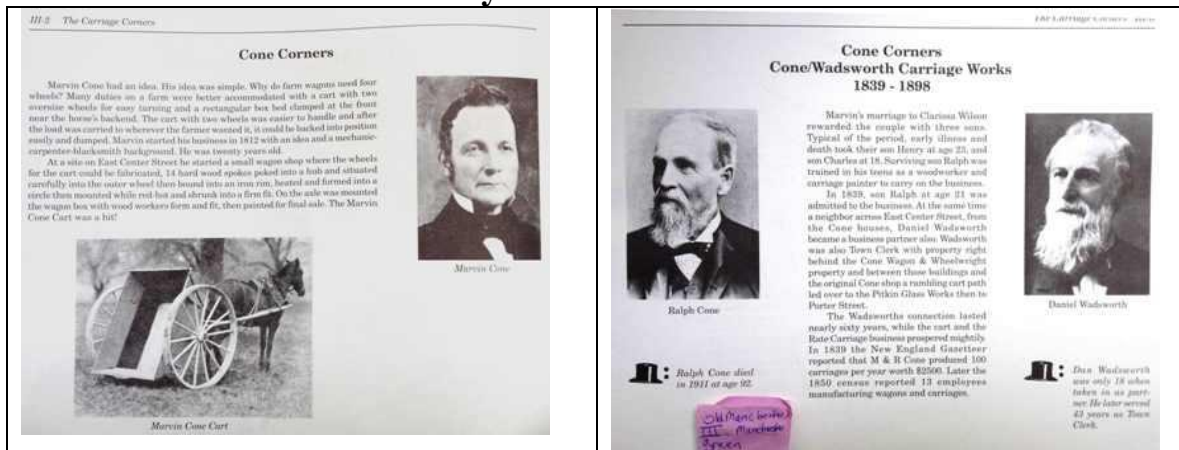 III-2 The Carriage Corners
Cone Corners
Marvin Cone had an idea. His idea was simple. Why do farm wagons need four
wheels? Many duties on a farm were better accommodated with a cart with two
oversize wheels for easy turning and a rectangular box bed clamped at the front
near the horse's backend. The cart with two wheels was easier to handle and after
the load was carried to wherever the farmer wanted it, it could be backed into position
easily and dumped. Marvin started his business in 1812 with an idea and a mechanic-
carpenter-blacksmith background. He was twenty years old.
At a site on East Center Street he started a small wagon shop where the wheels
for the cart could be fabricated, 14 hard wood spokes poked into a hub and situated
carefully into the outer wheel then bound into an iron rim, heated and formed into a
circle then mounted while red-hot and shrunk into a firm fit. On the axle was mounted
the wagon box with wood workers form and fit, then painted for final sale. The Marvin
Cone Cart was a hit!
Marvin Cone
Marvin Cone Cart
The Carriage Corners
Cone Corners
Cone/Wadsworth Carriage Works
1839 - 1898
Marvin's marriage to Clarissa Wilson
rewarded the couple with three sons.
Typical of the period, early illness and
death took their son Henry at age 23, and
son Charles at 18. Surviving son Ralph was
trained in his teens as a woodworker and
carriage painter to carry on the business.
In 1839, son Ralph at age 21 was
admitted to the business. At the same time
a neighbor across East Center Street, from
the Cone houses, Daniel Wadsworth
became a business partner also. Wadsworth
was also Town Clerk with property right
behind the Cone Wagon & Wheelwright
property and between those buildings and
the original Cone shop a rambling cart path
led over to the Pitkin Glass Works then to
Porter Street.
The Wadsworths connection lasted
nearly sixty years, while the cart and the
Rate Carriage business prospered mightily.
In 1839 the New England Gazetteer
reported that M & R Cone produced 100
carriages per year worth $2500. Later the
1850 census reported 13 employees
manufacturing wagons and carriages.
Ralph Cone
Ralph Cone died
in 1911 at age 92.
Daniel Wadsworth
Dan Wadsworth
was only 18 when
taken in as part-
ner. He later served
43 years as Town
Clerk.
Old Manchester
III Manchester
Green